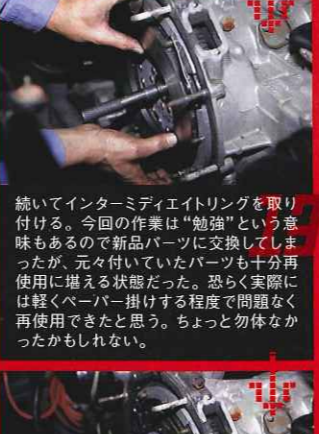 続いてインターミディエイトリングを取り
付ける。今回の作業は“勉強”という意
味もあるので新品パーツに交換してしま
ったが、元々付いていたパーツも十分再
使用に堪える状態だった。恐らく実際に
は軽くペーパー掛けする程度で問題なく
再使用できたと思う。ちょっと勿体なか
ったかもしれない。